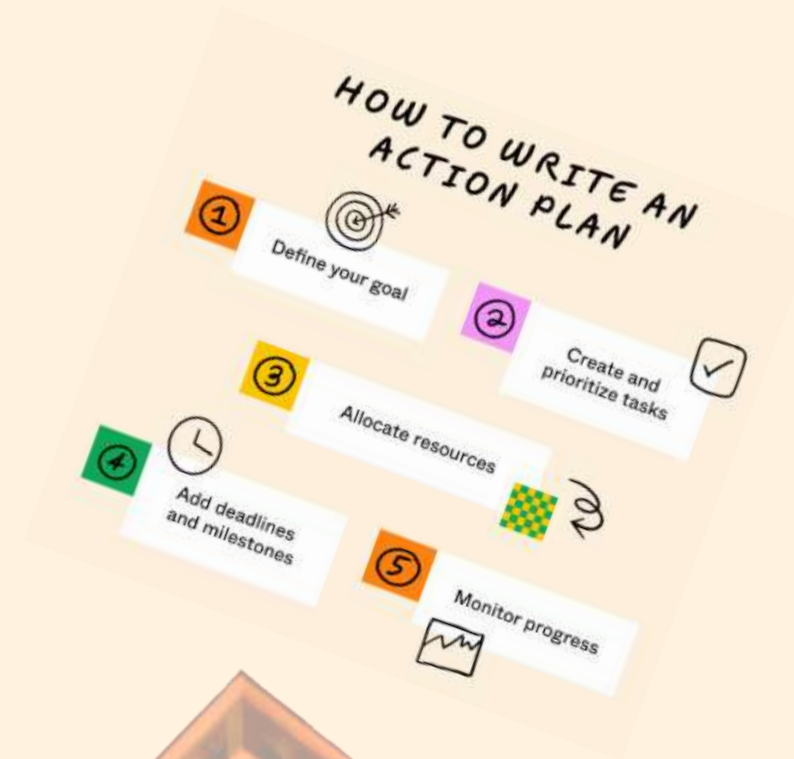 HOW TO WRITE AN
ACTION PLAN
1
Define your goal
2
Create and
prioritize tasks
3
Allocate resources
4
Add deadlines
and milestones
5
Monitor progress